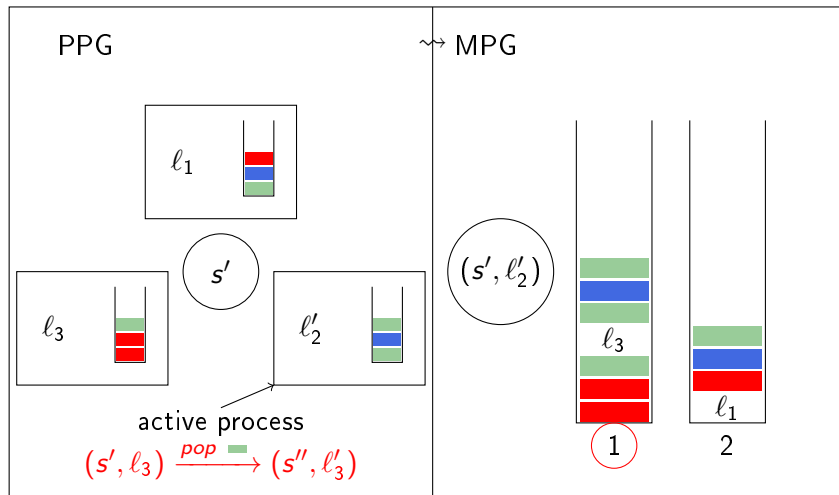 PPG
⇝ MPG
ℓ₁
s′
(s′, ℓ′₂)
ℓ₃
ℓ′₂
ℓ₃
ℓ₁
active process
1
2
(s′, ℓ₃) —pop→ (s″, ℓ′₃)